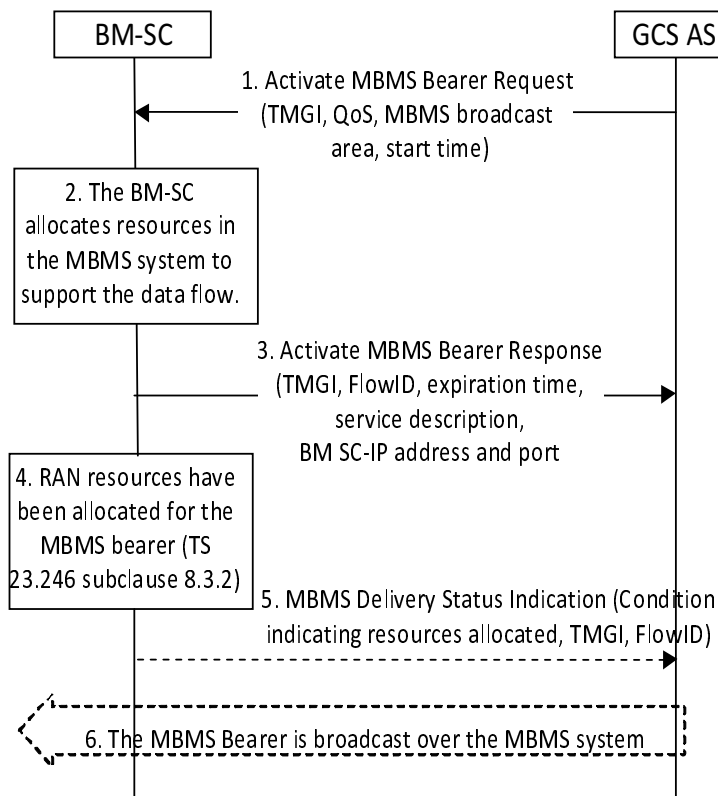 BM-SC
GCS AS
1. Activate MBMS Bearer Request
(TMGI, QoS, MBMS broadcast
area, start time)
2. The BM-SC
allocates resources in
the MBMS system to
support the data flow.
3. Activate MBMS Bearer Response
(TMGI, FlowID, expiration time,
service description,
BM SC-IP address and port
4. RAN resources have
been allocated for the
MBMS bearer (TS
23.246 subclause 8.3.2)
5. MBMS Delivery Status Indication (Condition
indicating resources allocated, TMGI, FlowID)
6. The MBMS Bearer is broadcast over the MBMS system